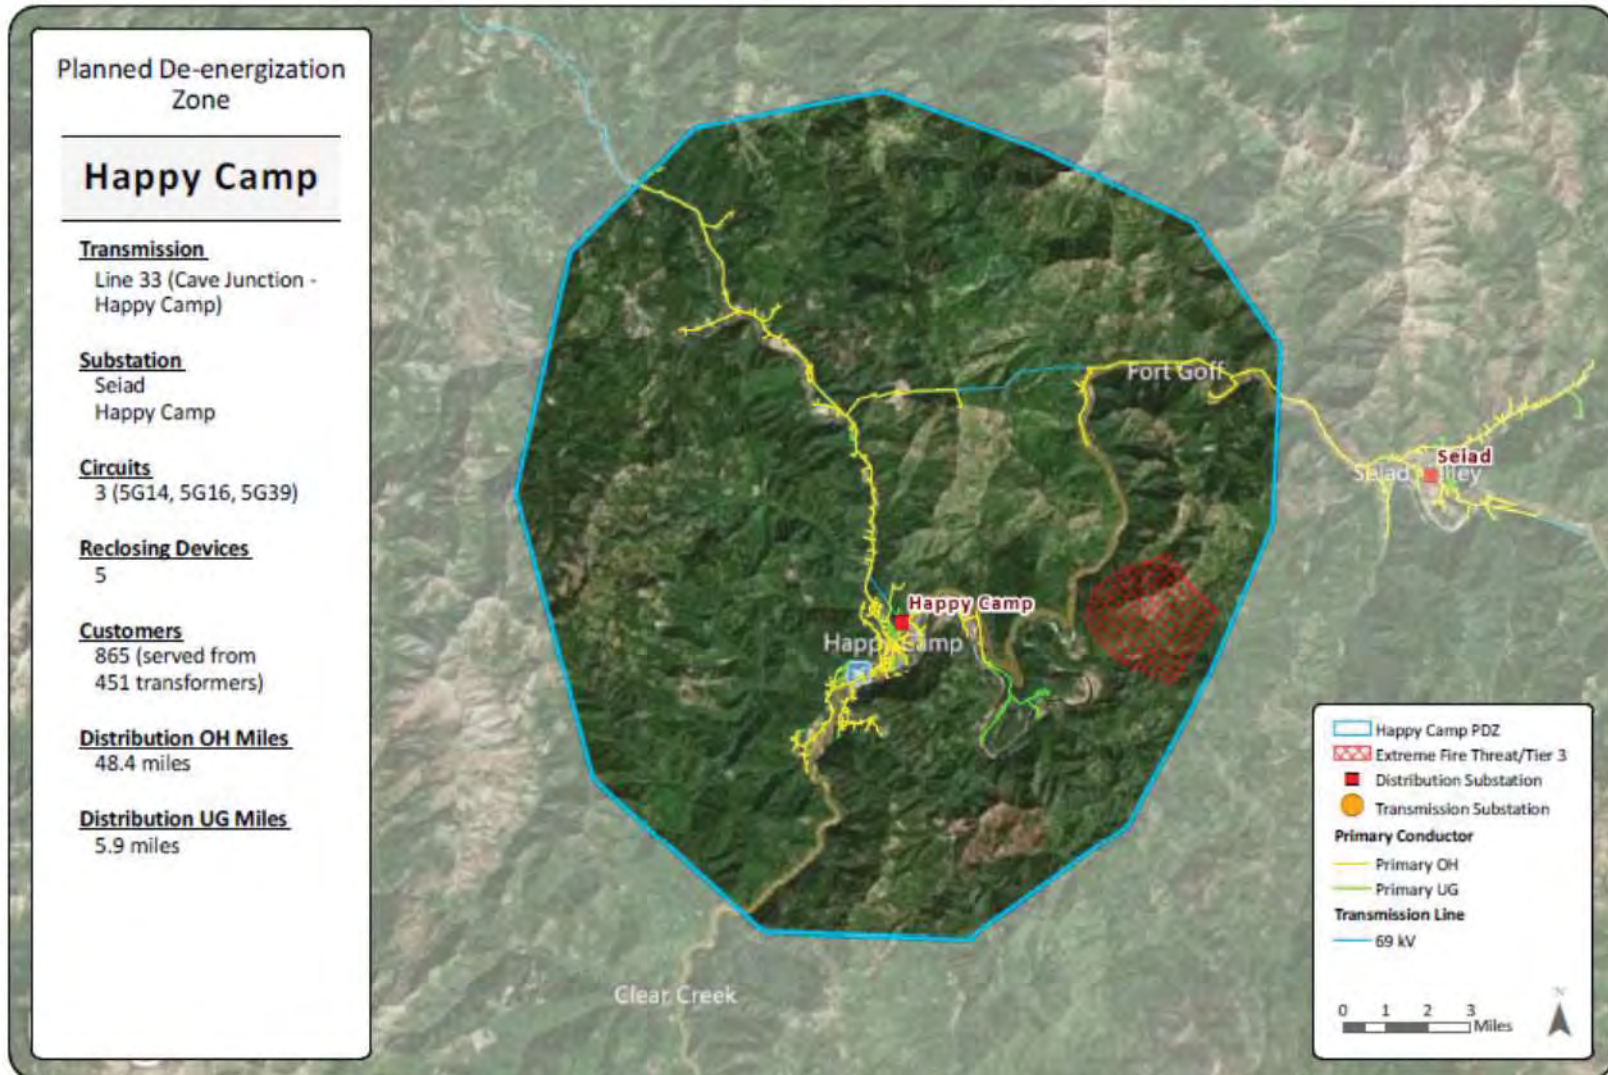 Planned De-energization
Zone
Happy Camp
Transmission
Line 33 (Cave Junction -
Happy Camp)
Substation
Seiad
Happy Camp
Circuits
3 (5G14, 5G16, 5G39)
Reclosing Devices
5
Customers
865 (served from
451 transformers)
Distribution OH Miles
48.4 miles
Distribution UG Miles
5.9 miles
Fort Goff
Seiad
Seiad Valley
Happy Camp
Happy Camp
Clear Creek
Happy Camp PDZ
Extreme Fire Threat/Tier 3
Distribution Substation
Transmission Substation
Primary Conductor
Primary OH
Primary UG
Transmission Line
69 kV
N
0 1 2 3
Miles